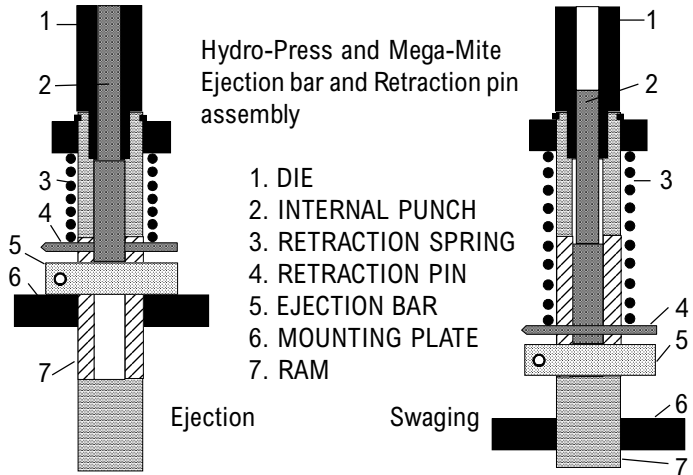 Hydro-Press and Mega-Mite
Ejection bar and Retraction pin
assembly
1
2
3
4
5
6
7
1. DIE
2. INTERNAL PUNCH
3. RETRACTION SPRING
4. RETRACTION PIN
5. EJECTION BAR
6. MOUNTING PLATE
7. RAM
1
2
3
4
5
6
7
Ejection
Swaging